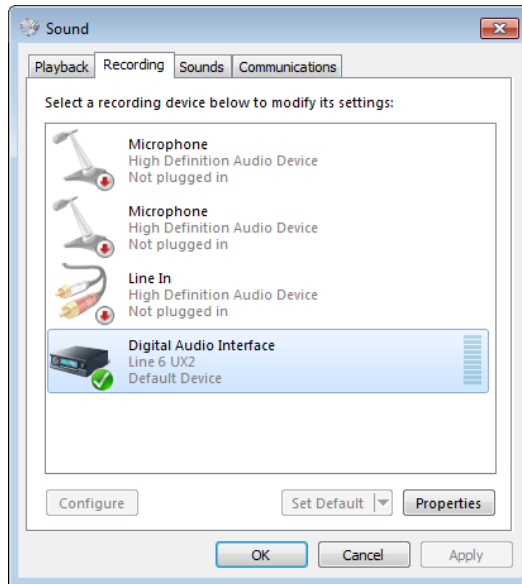 Sound
Playback Recording Sounds Communications
Select a recording device below to modify its settings:
Microphone
High Definition Audio Device
Not plugged in
Microphone
High Definition Audio Device
Not plugged in
Line In
High Definition Audio Device
Not plugged in
Digital Audio Interface
Line 6 UX2
Default Device
Configure Set Default Properties
OK Cancel Apply